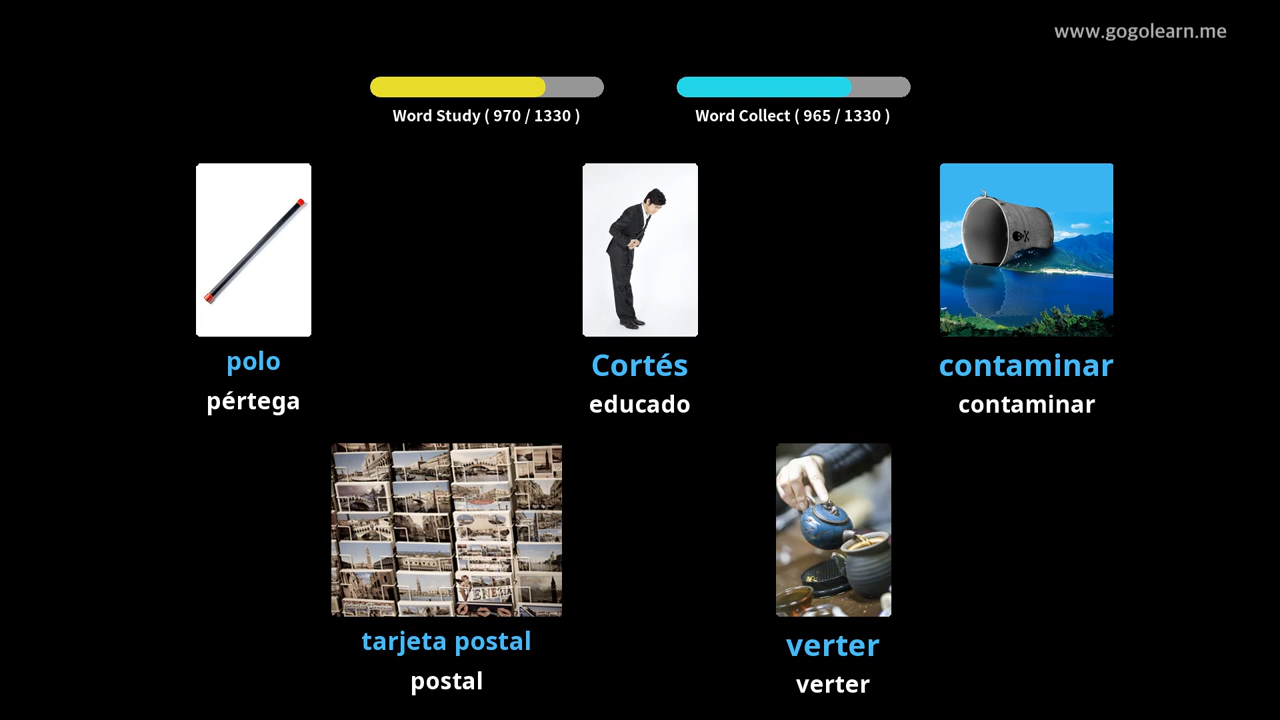 www.gogolearn.me
Word Study ( 970 / 1330 )
Word Collect ( 965 / 1330 )
polo
pértega
Cortés
educado
contaminar
contaminar
VENEZIA
tarjeta postal
postal
verter
verter